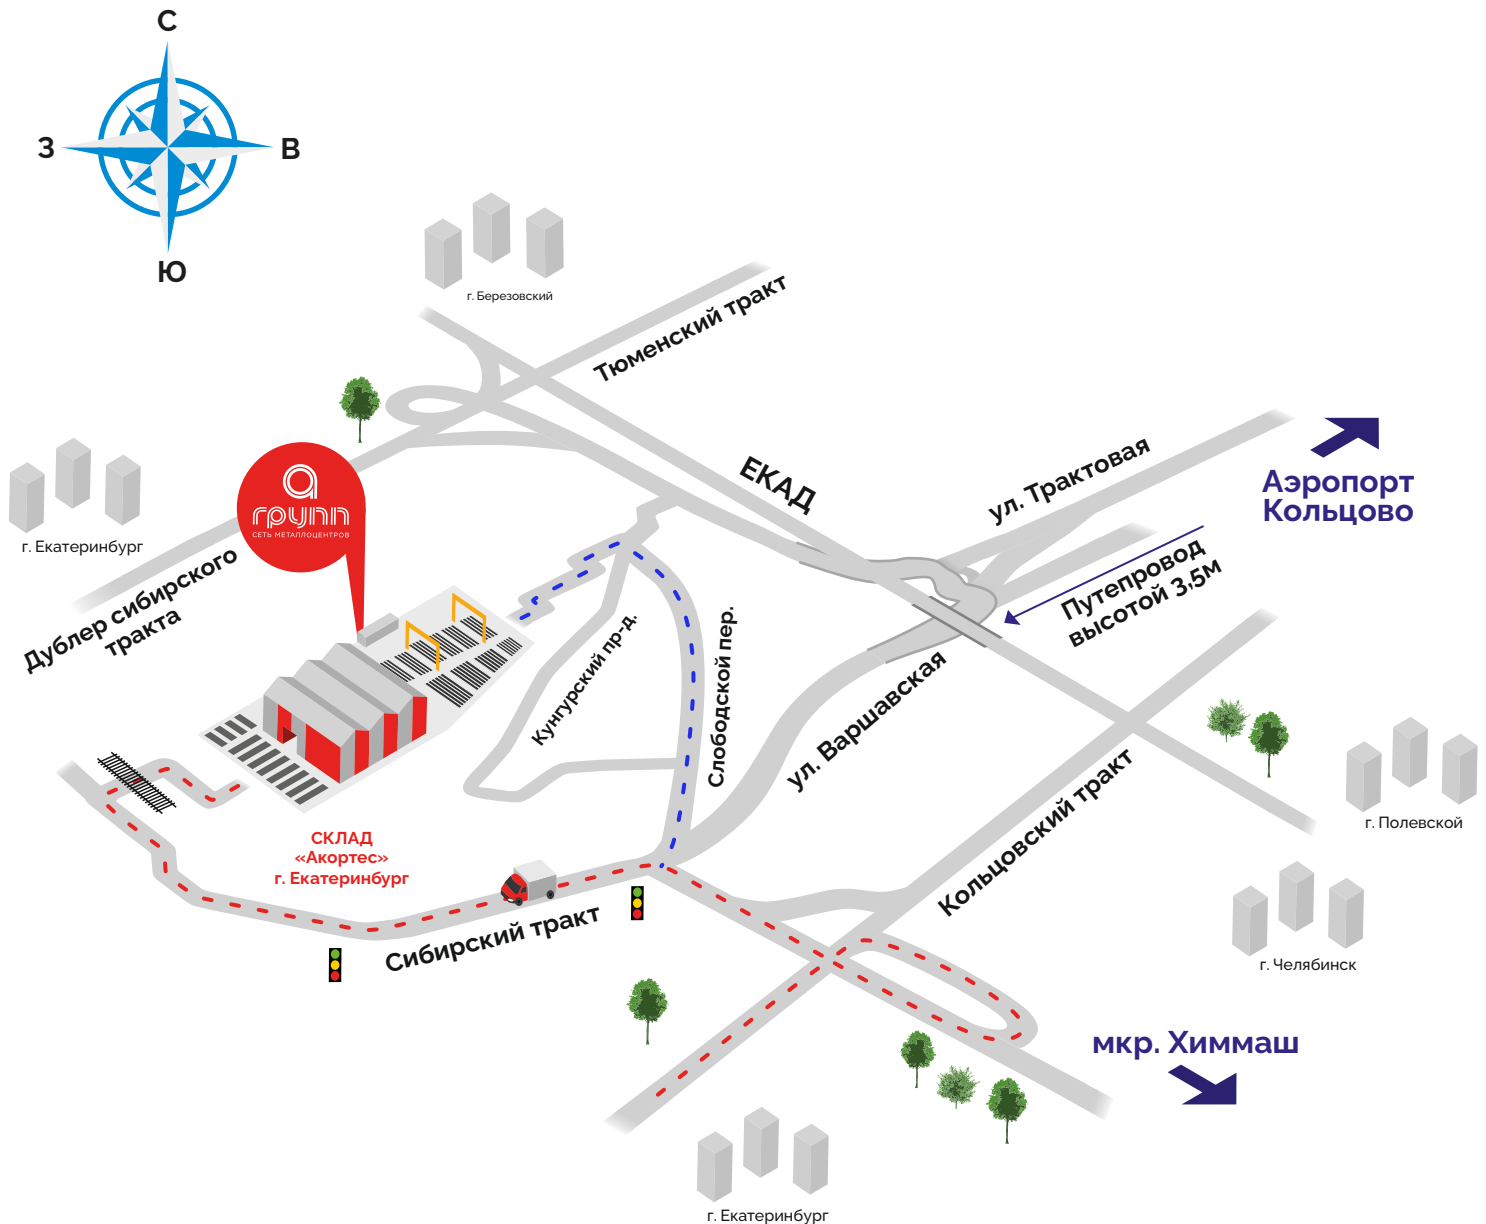 С
З
В
Ю
г. Березовский
Тюменский тракт
г. Екатеринбург
а
групп
СЕТЬ МЕТАЛЛОЦЕНТРОВ
ЕКАД
ул. Трактовая
Аэропорт
Кольцово
Путепровод
высотой 3,5м
Дублер сибирского
тракта
Кунгурский пр-д.
Слободской пер.
ул. Варшавская
Кольцовский тракт
г. Полевской
СКЛАД
«Акортес»
г. Екатеринбург
Сибирский тракт
г. Челябинск
мкр. Химмаш
г. Екатеринбург